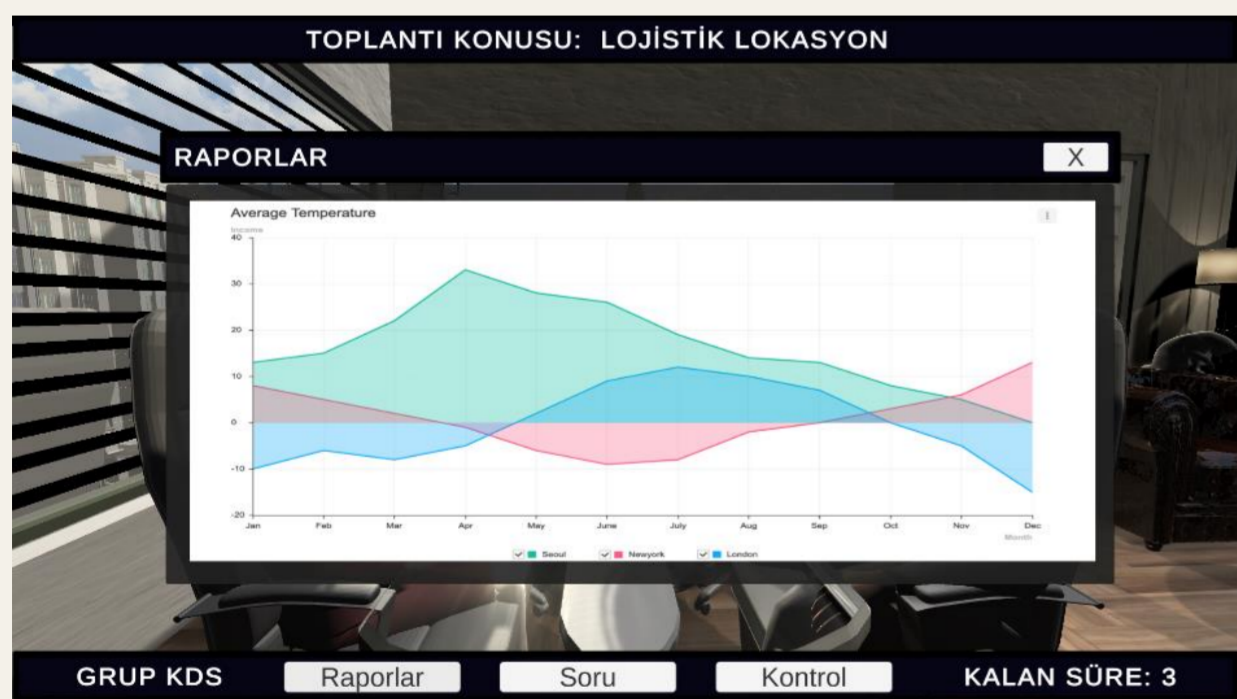 TOPLANTI KONUSU: LOJİSTİK LOKASYON
RAPORLAR
X
Average Temperature
Income
40
30
20
10
0
-10
-20
Jan Feb Mar Apr May June July Aug Sep Oct Nov Dec
Month
Seoul Newyork London
GRUP KDS Raporlar Soru Kontrol KALAN SÜRE: 3